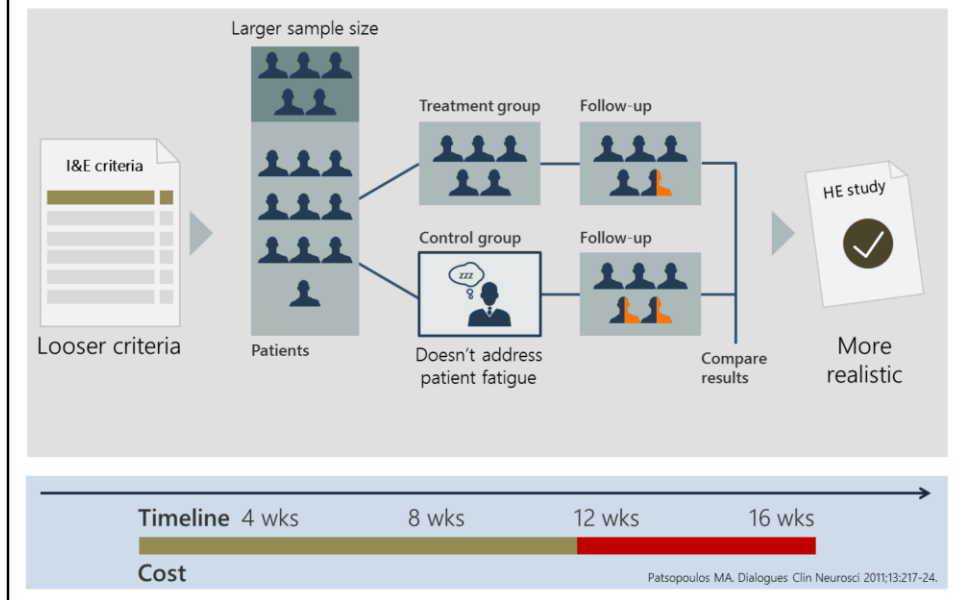 Larger sample size
I&E criteria
Looser criteria
Patients
Treatment group
Follow-up
Control group
zzz
Doesn't address
patient fatigue
Follow-up
Compare
results
HE study
More
realistic
Timeline 4 wks 8 wks 12 wks 16 wks
Cost
Patsopoulos MA. Dialogues Clin Neurosci 2011;13:217-24.